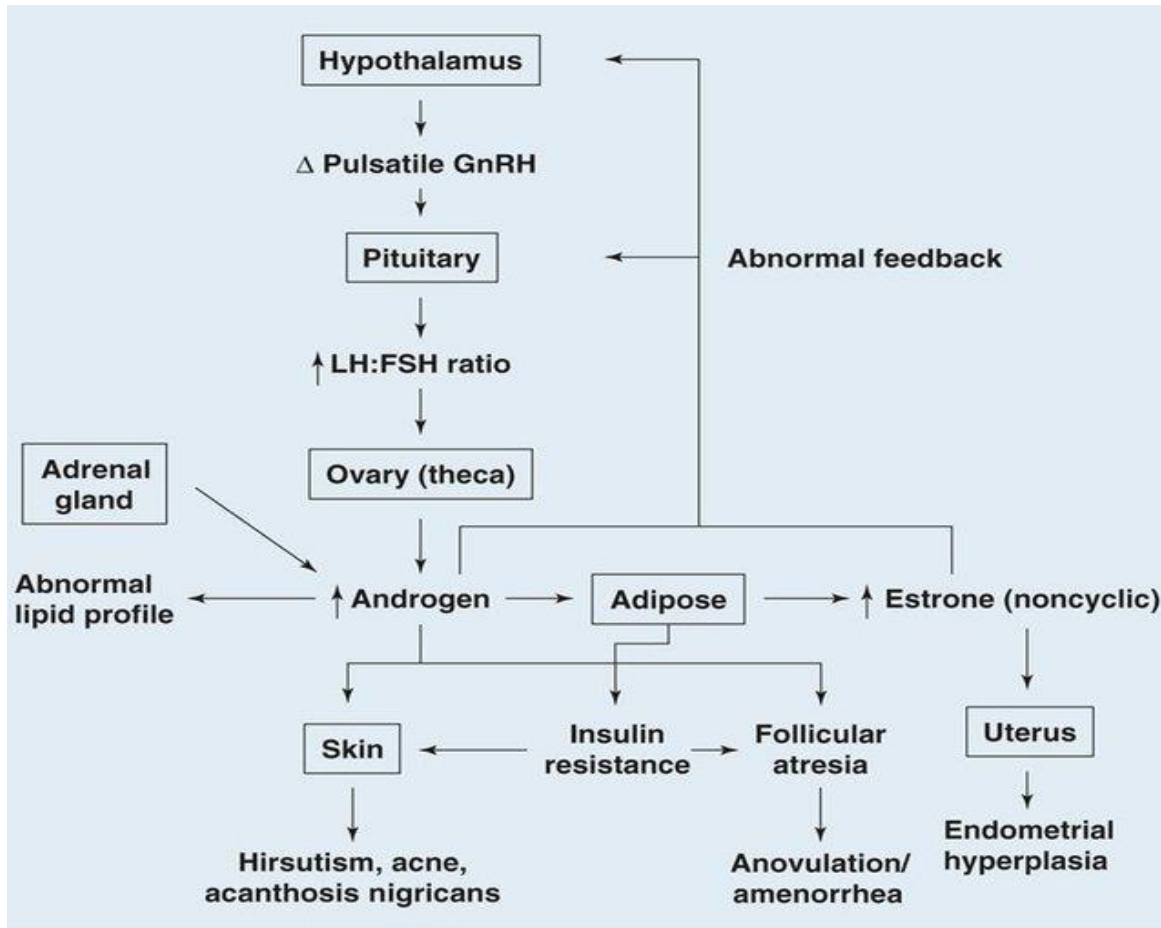 Hypothalamus
Δ Pulsatile GnRH
Pituitary
Abnormal feedback
↑ LH:FSH ratio
Adrenal
gland
Ovary (theca)
Abnormal
lipid profile
↑ Androgen
Adipose
↑ Estrone (noncyclic)
Skin
Insulin
resistance
Follicular
atresia
Uterus
Hirsutism, acne,
acanthosis nigricans
Anovulation/
amenorrhea
Endometrial
hyperplasia